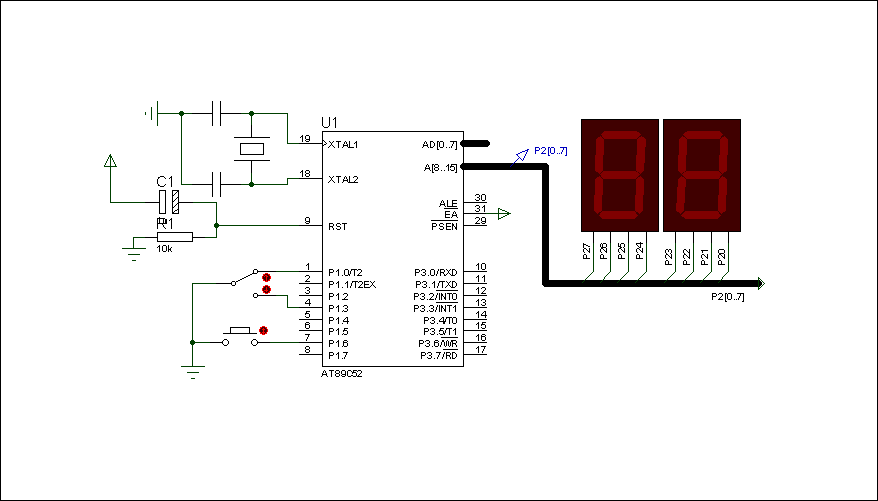 U1
19
XTAL1
18
XTAL2
9
RST
1
P1.0/T2
2
P1.1/T2EX
3
P1.2
4
P1.3
5
P1.4
6
P1.5
7
P1.6
8
P1.7
AD[0..7]
A[8..15]
ALE
30
EA
31
PSEN
29
P3.0/RXD
10
P3.1/TXD
11
P3.2/INT0
12
P3.3/INT1
13
P3.4/T0
14
P3.5/T1
15
P3.6/WR
16
P3.7/RD
17
AT89C52
C1
R1
10k
P2[0..7]
88
P27
P26
P25
P24
P23
P22
P21
P20
P2[0..7]